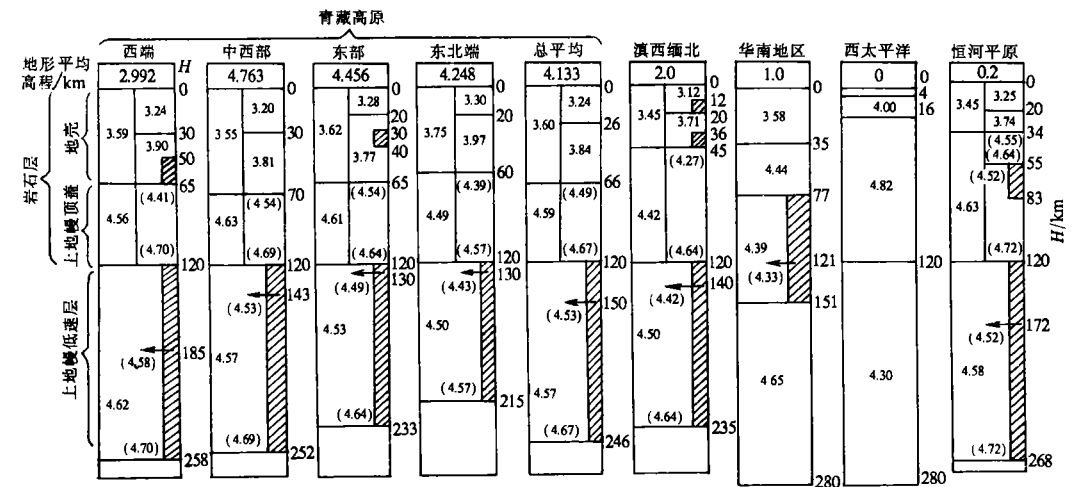 青藏高原
西端 中西部 东部 东北端 总平均 滇西缅北 华南地区 西太平洋 恒河平原
地形平均高程/km 2.992 4.763 4.456 4.248 4.133 2.0 1.0 0 0.2
H
岩石层
地壳
上地幔顶盖
上地幔低速层
H/km
0 3.59 3.24 30 3.90 50 65 4.56 (4.41) (4.70) 120 (4.58) 185 4.62 (4.70) 258
0 3.55 3.20 30 3.81 70 4.63 (4.54) (4.69) 120 143 (4.53) 4.57 (4.69) 252
0 3.62 3.28 20 30 3.77 40 65 4.61 (4.54) (4.64) 120 130 (4.49) 4.53 (4.64) 233
0 3.75 3.30 20 3.97 60 4.49 (4.39) (4.57) 120 130 (4.43) 4.50 (4.57) 215
0 3.60 3.24 26 3.84 66 4.59 (4.49) (4.67) 120 150 (4.53) 4.57 (4.67) 246
0 3.45 3.12 12 20 3.71 36 45 (4.27) 4.42 (4.64) 120 140 (4.42) 4.50 (4.64) 235
0 3.58 35 4.44 77 4.39 (4.33) 121 151 4.65 280
0 4 4.00 16 4.82 120 4.30 280
0 3.45 3.25 20 3.74 34 (4.55) (4.64) 55 (4.52) 83 4.63 (4.72) 120 172 (4.52) 4.58 (4.72) 268